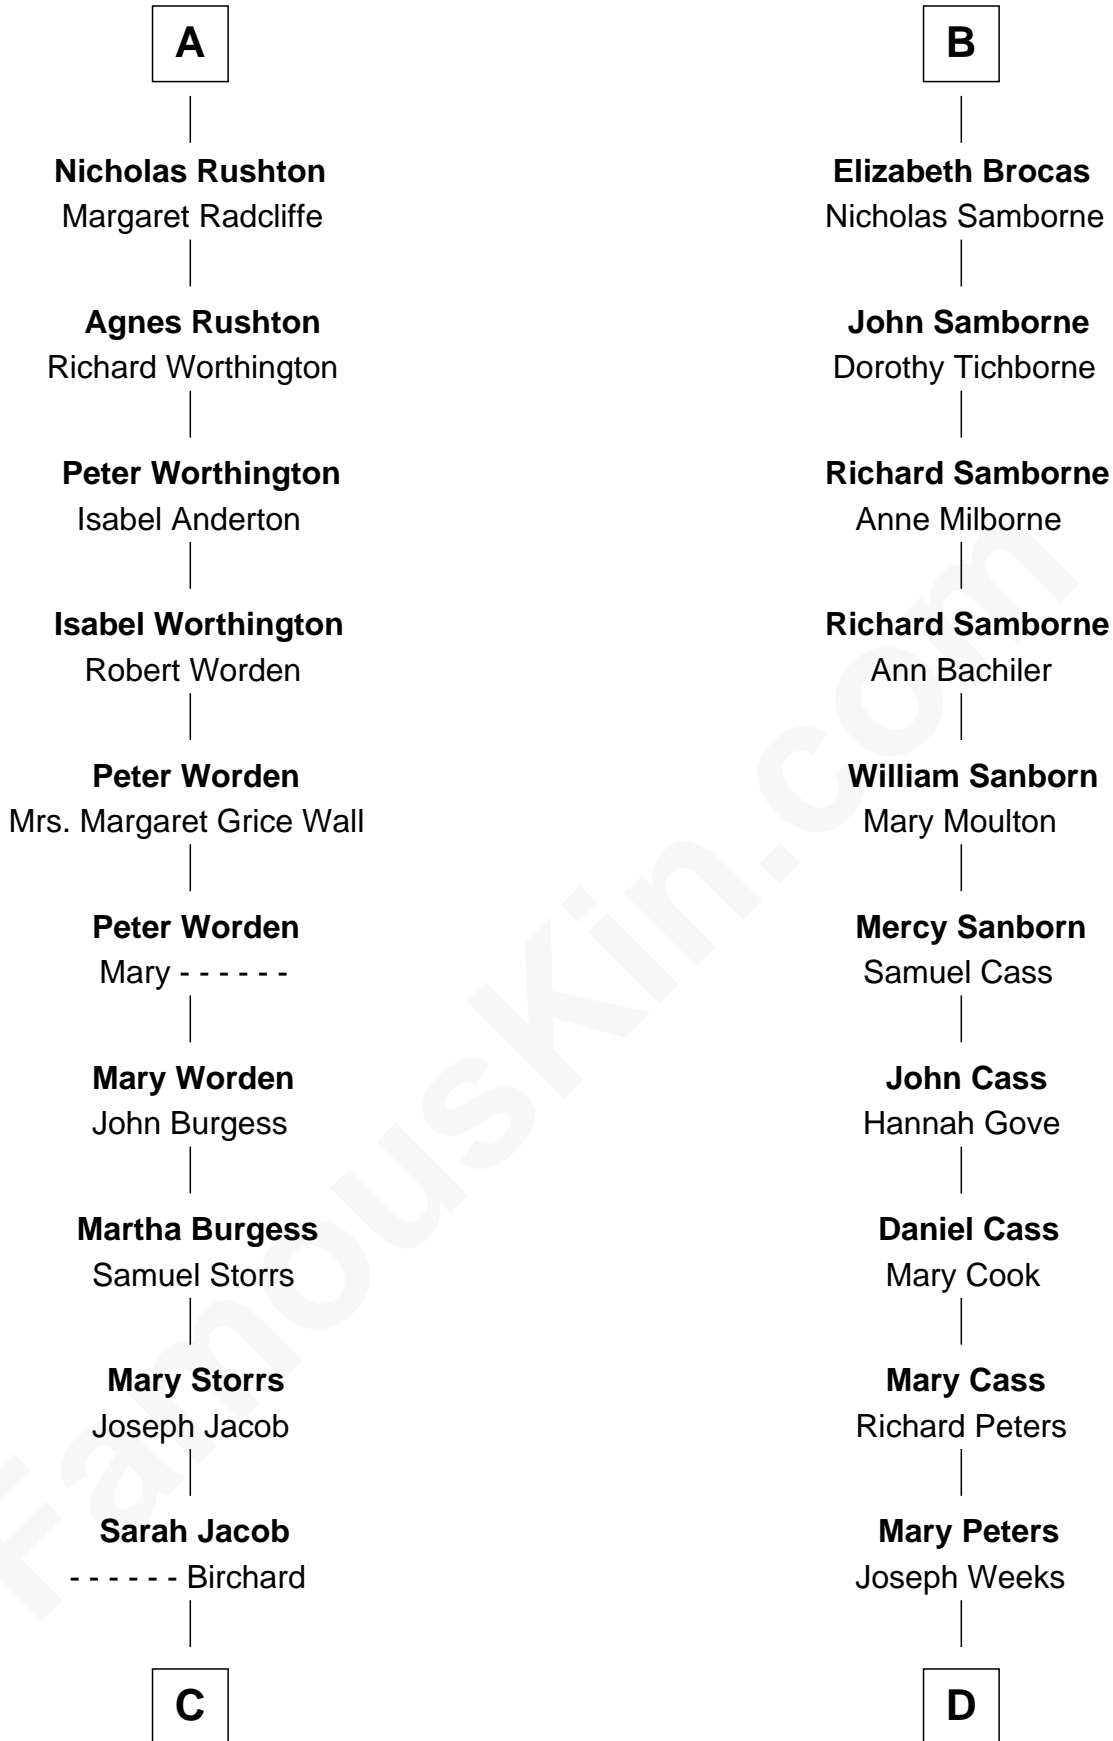 A
Nicholas Rushton
Margaret Radcliffe
Agnes Rushton
Richard Worthington
Peter Worthington
Isabel Anderton
Isabel Worthington
Robert Worden
Peter Worden
Mrs. Margaret Grice Wall
Peter Worden
Mary - - - - - -
Mary Worden
John Burgess
Martha Burgess
Samuel Storrs
Mary Storrs
Joseph Jacob
Sarah Jacob
- - - - - - Birchard
C
B
Elizabeth Brocas
Nicholas Samborne
John Samborne
Dorothy Tichborne
Richard Samborne
Anne Milborne
Richard Samborne
Ann Bachiler
William Sanborn
Mary Moulton
Mercy Sanborn
Samuel Cass
John Cass
Hannah Gove
Daniel Cass
Mary Cook
Mary Cass
Richard Peters
Mary Peters
Joseph Weeks
D
FamousKin.com